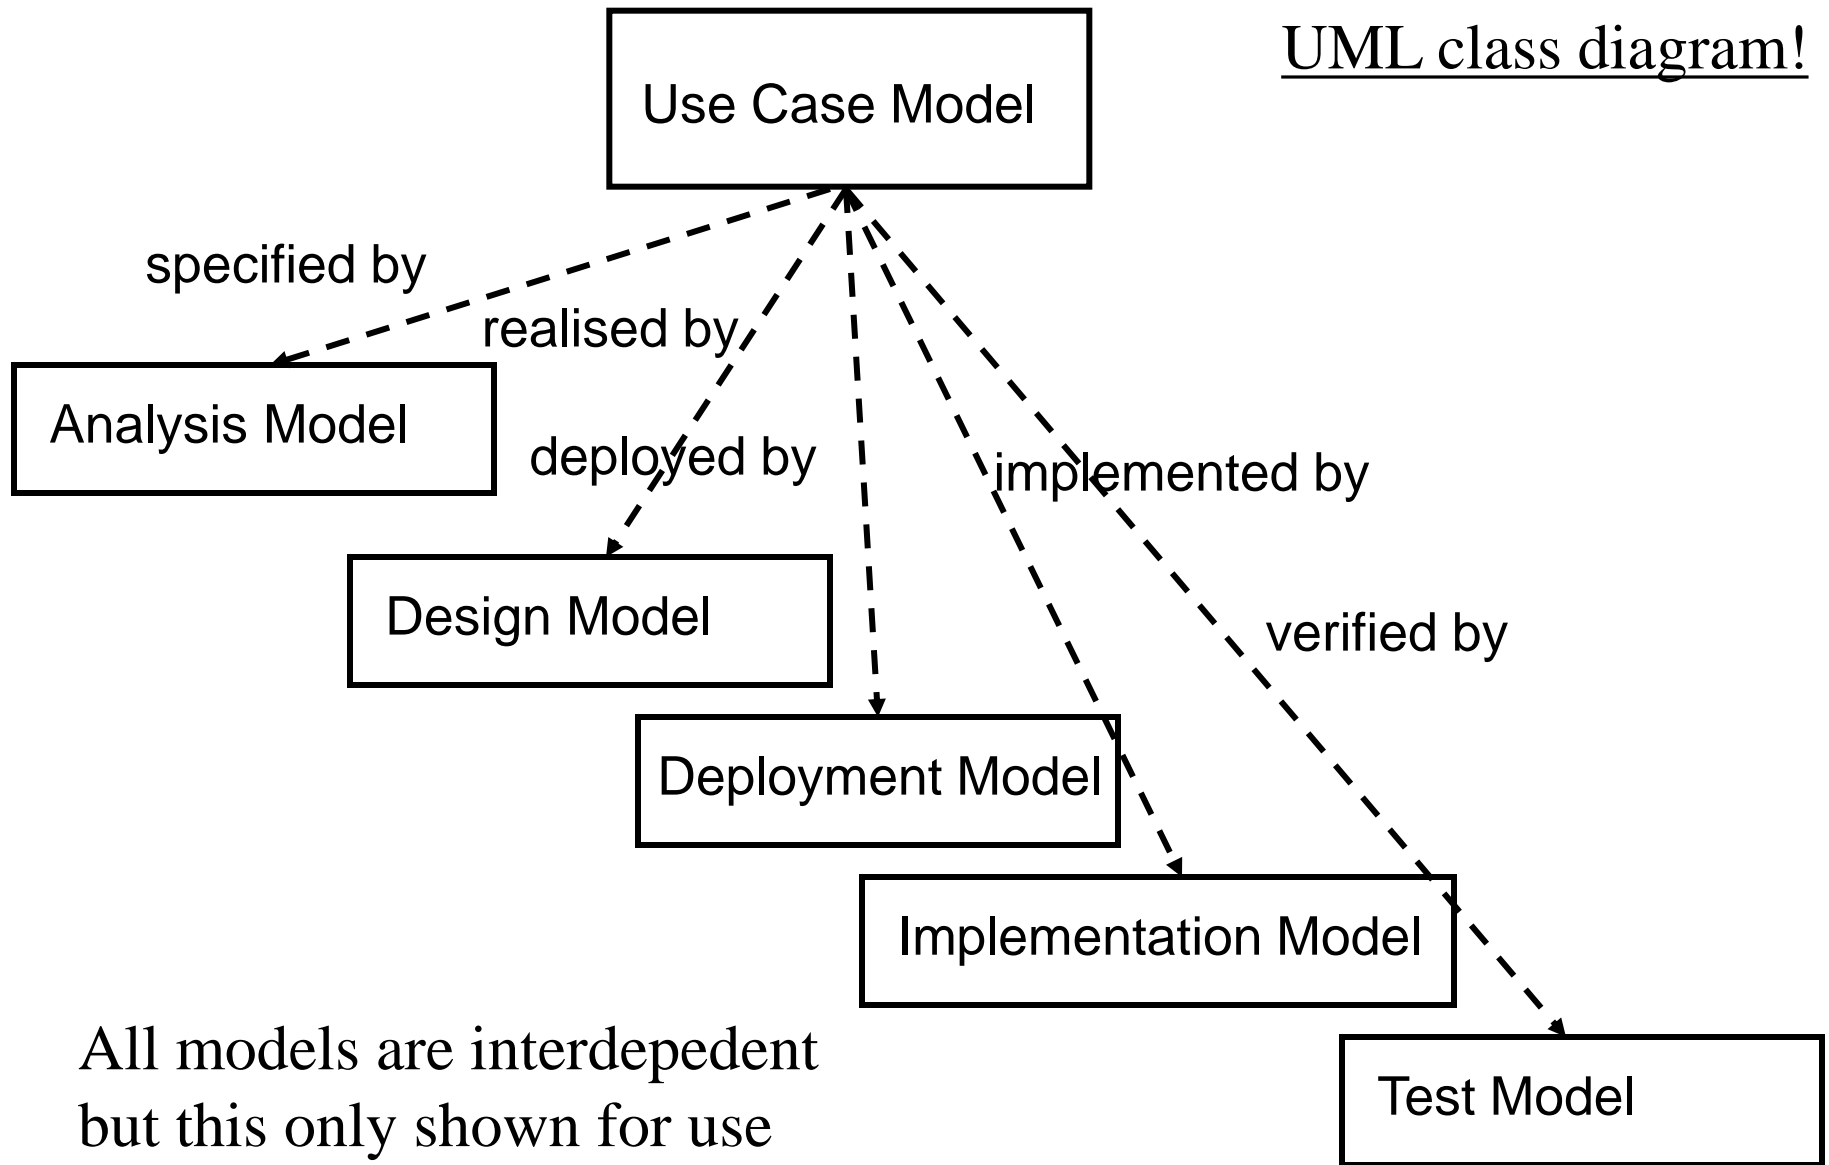 UML class diagram!
Use Case Model
specified by
realised by
Analysis Model
deployed by
implemented by
Design Model
verified by
Deployment Model
Implementation Model
All models are interdepedent
but this only shown for use
Test Model